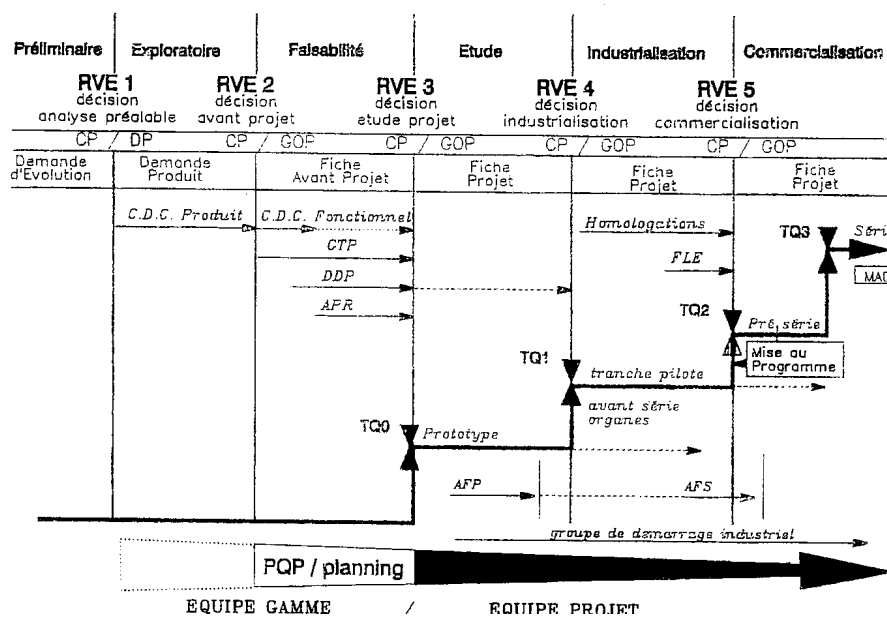 Préliminaire Exploratoire Faisabilité Etude Industrialisation Commercialisation
RVE 1 RVE 2 RVE 3 RVE 4 RVE 5
décision décision décision décision décision
analyse préalable avant projet etude projet industrialisation commercialisation
CP / DP CP / GOP CP / GOP CP / GOP CP / GOP
Demande Demande Fiche Fiche Fiche Fiche
d'Evolution Produit Avant Projet Projet Projet Projet
C.D.C. Produit C.D.C. Fonctionnel Homologations TQ3 Séri
CTP FLE
DDP MAD
APR TQ2 Pré, série
TQ1 tranche pilote Mise au
Programme
avant série
organes
TQ0 Prototype
AFP AFS
groupe de démarrage industriel
PQP / planning
EQUIPE GAMME / EQUIPE PROJET